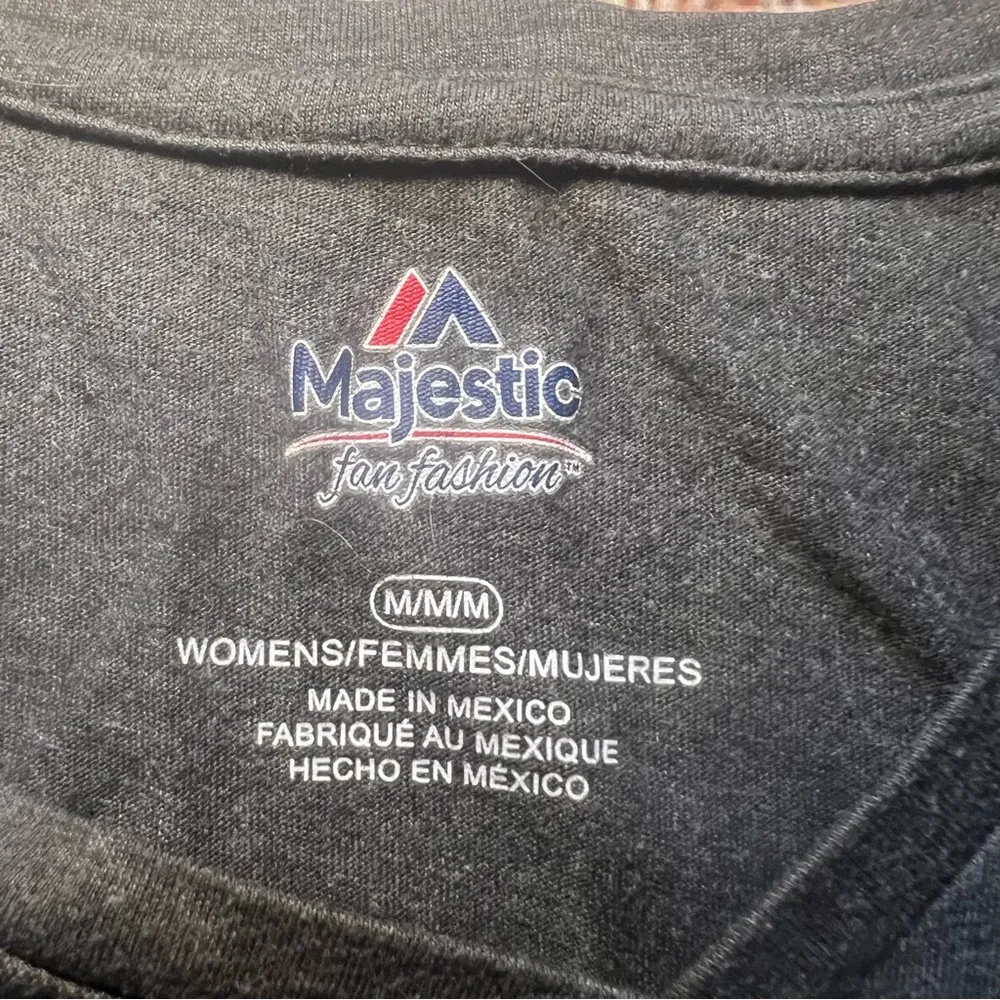 Majestic
fan fashion™
M/M/M
WOMENS/FEMMES/MUJERES
MADE IN MEXICO
FABRIQUÉ AU MEXIQUE
HECHO EN MÉXICO